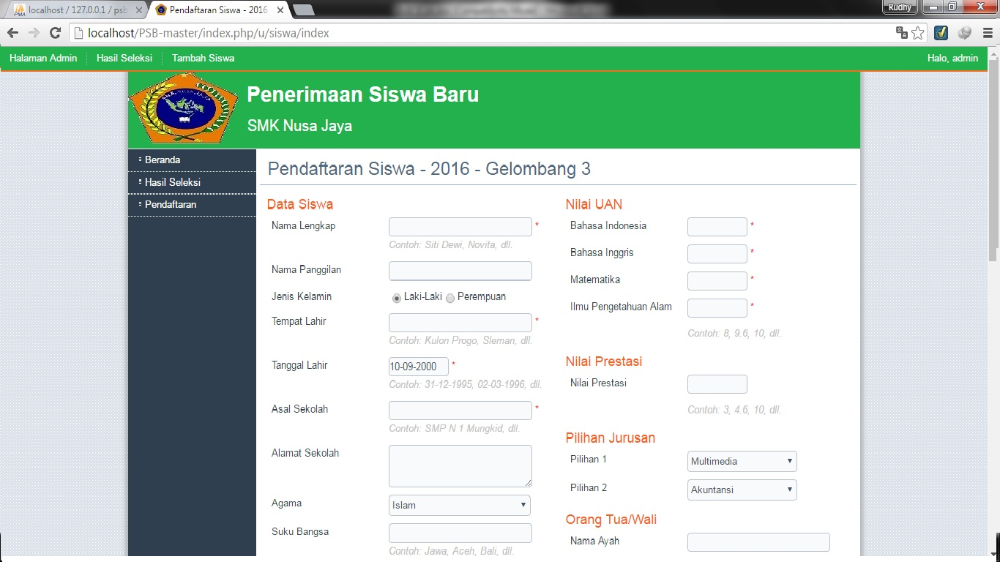 localhost / 127.0.0.1 / psb
Pendaftaran Siswa - 2016
Rudhy
localhost/PSB-master/index.php/u/siswa/index
Halaman Admin
Hasil Seleksi
Tambah Siswa
Halo, admin
Penerimaan Siswa Baru
SMK Nusa Jaya
Beranda
Hasil Seleksi
Pendaftaran
Pendaftaran Siswa - 2016 - Gelombang 3
Data Siswa
Nama Lengkap *
Contoh: Siti Dewi, Novita, dll.
Nama Panggilan
Jenis Kelamin Laki-Laki Perempuan
Tempat Lahir *
Contoh: Kulon Progo, Sleman, dll.
Tanggal Lahir 10-09-2000 *
Contoh: 31-12-1995, 02-03-1996, dll.
Asal Sekolah *
Contoh: SMP N 1 Mungkid, dll.
Alamat Sekolah
Agama Islam
Suku Bangsa
Contoh: Jawa, Aceh, Bali, dll.
Nilai UAN
Bahasa Indonesia *
Bahasa Inggris *
Matematika *
Ilmu Pengetahuan Alam *
Contoh: 8, 9.6, 10, dll.
Nilai Prestasi
Nilai Prestasi
Contoh: 3, 4.6, 10, dll.
Pilihan Jurusan
Pilihan 1 Multimedia
Pilihan 2 Akuntansi
Orang Tua/Wali
Nama Ayah